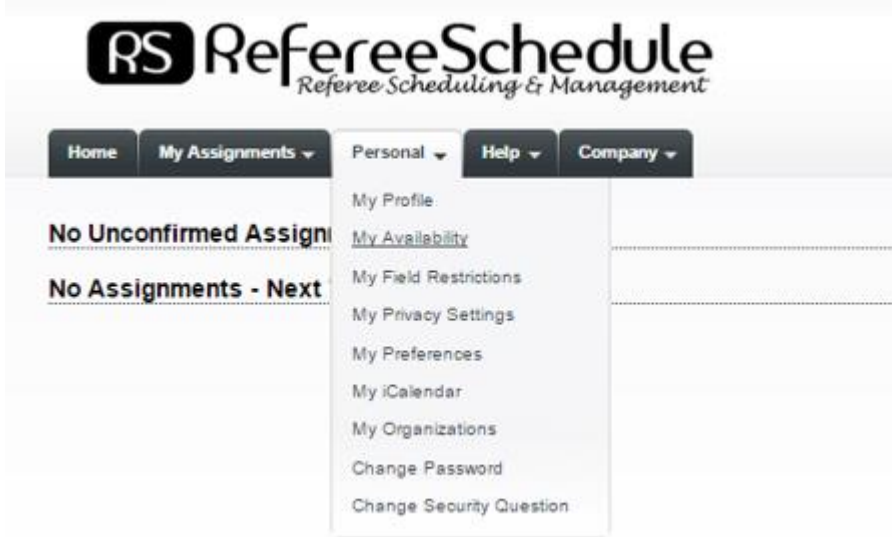 RS RefereeSchedule
Referee Scheduling & Management
Home My Assignments Personal Help Company
My Profile
No Unconfirmed Assign
My Availability
My Field Restrictions
No Assignments - Next
My Privacy Settings
My Preferences
My iCalendar
My Organizations
Change Password
Change Security Question